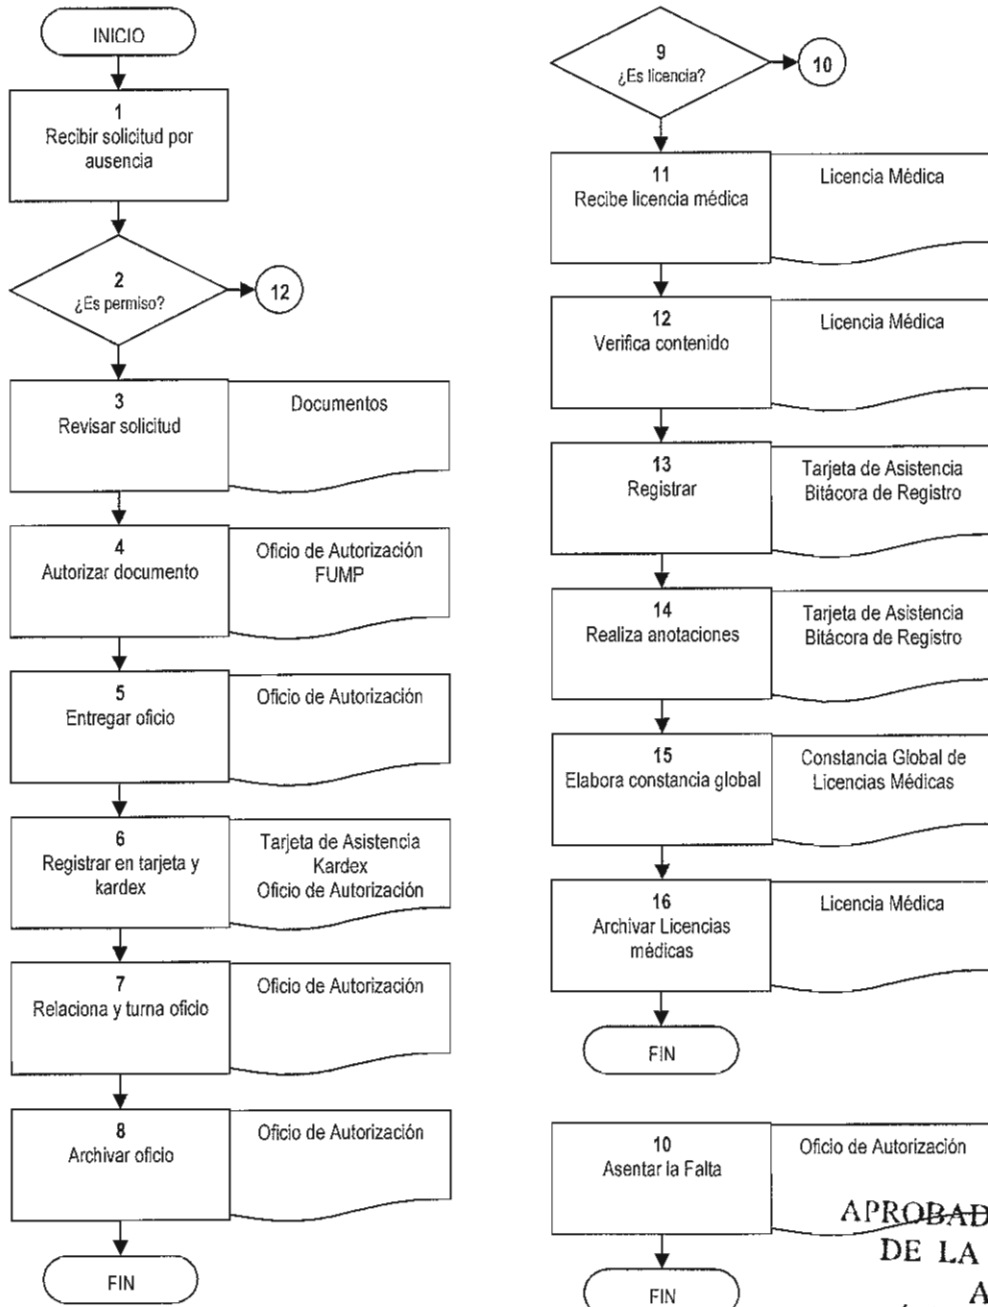 INICIO
1
Recibir solicitud por
ausencia
2
¿Es permiso?
12
3
Revisar solicitud
Documentos
4
Autorizar documento
Oficio de Autorización
FUMP
5
Entregar oficio
Oficio de Autorización
6
Registrar en tarjeta y
kardex
Tarjeta de Asistencia
Kardex
Oficio de Autorización
7
Relaciona y turna oficio
Oficio de Autorización
8
Archivar oficio
Oficio de Autorización
FIN
9
¿Es licencia?
10
11
Recibe licencia médica
Licencia Médica
12
Verifica contenido
Licencia Médica
13
Registrar
Tarjeta de Asistencia
Bitácora de Registro
14
Realiza anotaciones
Tarjeta de Asistencia
Bitácora de Registro
15
Elabora constancia global
Constancia Global de
Licencias Médicas
16
Archivar Licencias
médicas
Licencia Médica
FIN
10
Asentar la Falta
Oficio de Autorización
FIN
APROBAD
DE LA
A